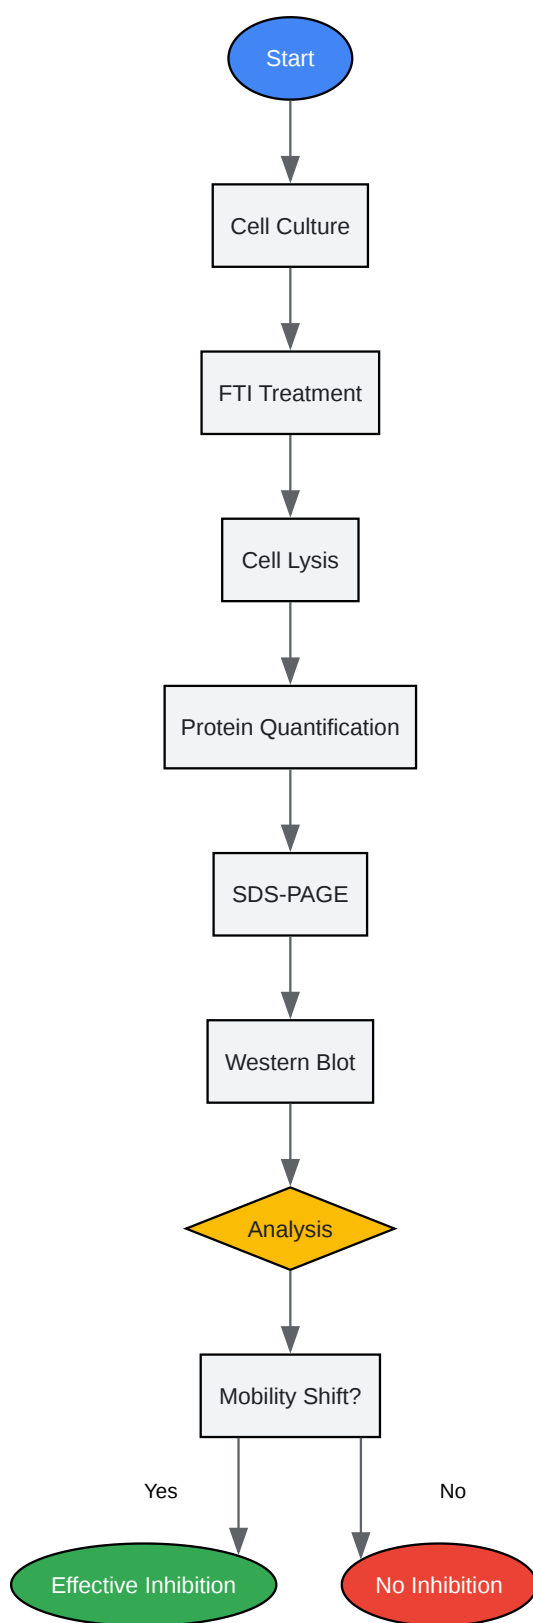 Start
Cell Culture
FTI Treatment
Cell Lysis
Protein Quantification
SDS-PAGE
Western Blot
Analysis
Mobility Shift?
Yes
No
Effective Inhibition
No Inhibition